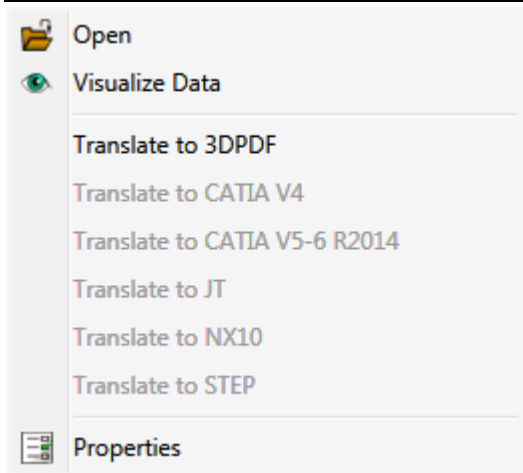 Open
Visualize Data
Translate to 3DPDF
Translate to CATIA V4
Translate to CATIA V5-6 R2014
Translate to JT
Translate to NX10
Translate to STEP
Properties